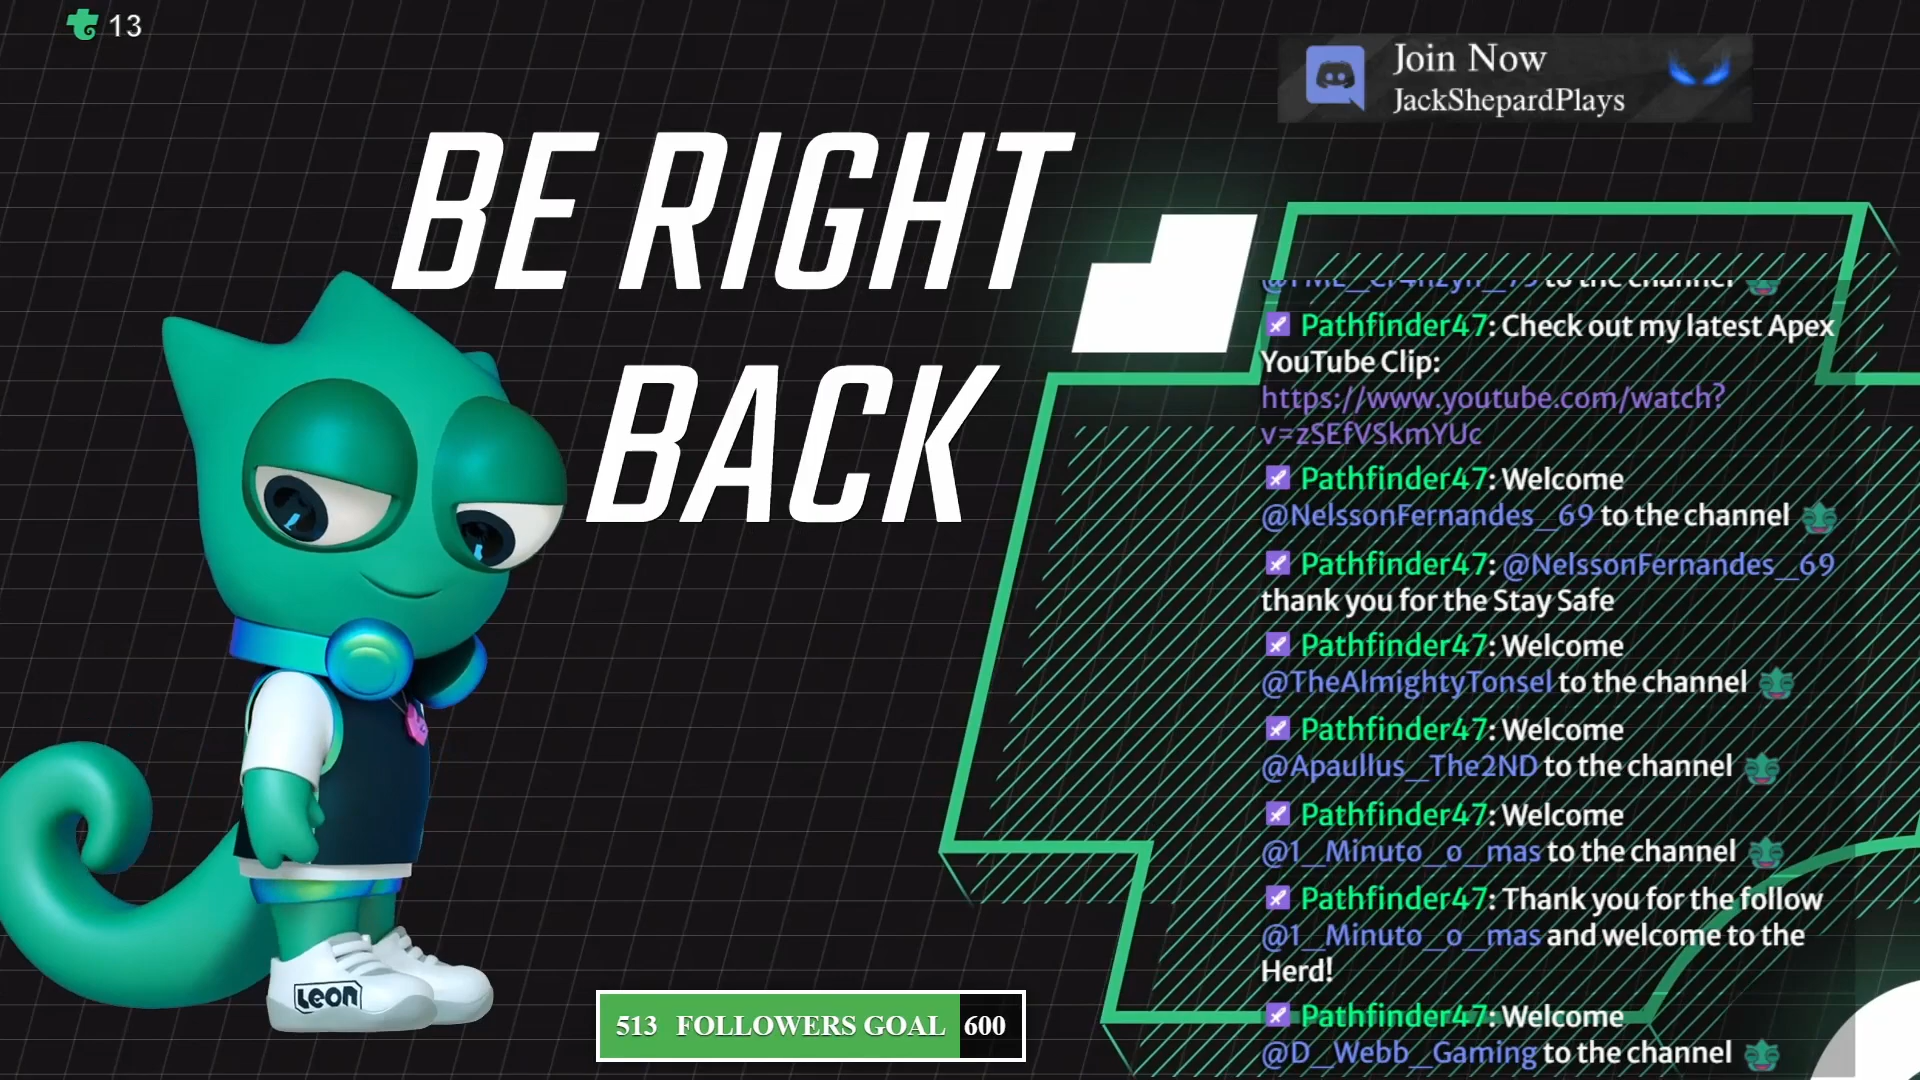 13
Join Now
JackShepardPlays
BE RIGHT
BACK
to the channel
Pathfinder47: Check out my latest Apex
YouTube Clip:
https://www.youtube.com/watch?
v=zSEfVSkmYUc
Pathfinder47: Welcome
@NelssonFernandes_69 to the channel
Pathfinder47: @NelssonFernandes_69
thank you for the Stay Safe
Pathfinder47: Welcome
@TheAlmightyTonsel to the channel
Pathfinder47: Welcome
@Apaullus_The2ND to the channel
Pathfinder47: Welcome
@1_Minuto_o_mas to the channel
Pathfinder47: Thank you for the follow
@1_Minuto_o_mas and welcome to the
Herd!
Pathfinder47: Welcome
@D_Webb_Gaming to the channel
LEON
513 FOLLOWERS GOAL 600